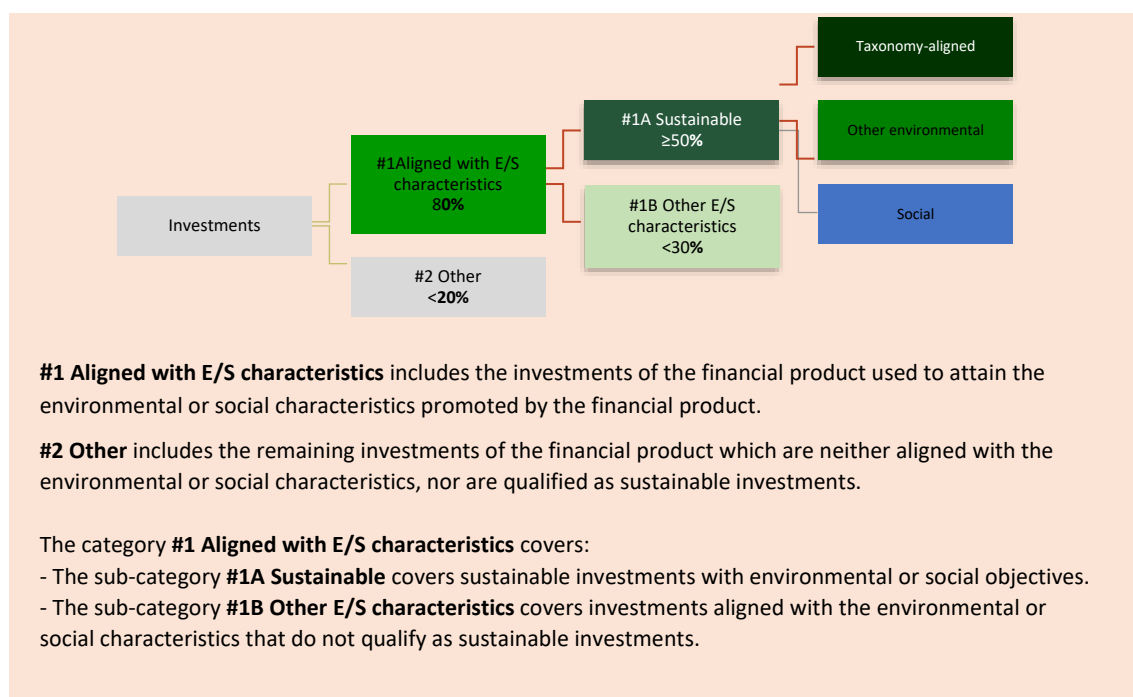 Taxonomy-aligned
#1A Sustainable
≥50%
Other environmental
#1Aligned with E/S
characteristics
80%
#1B Other E/S
characteristics
<30%
Social
Investments
#2 Other
<20%
#1 Aligned with E/S characteristics includes the investments of the financial product used to attain the
environmental or social characteristics promoted by the financial product.
#2 Other includes the remaining investments of the financial product which are neither aligned with the
environmental or social characteristics, nor are qualified as sustainable investments.
The category #1 Aligned with E/S characteristics covers:
- The sub-category #1A Sustainable covers sustainable investments with environmental or social objectives.
- The sub-category #1B Other E/S characteristics covers investments aligned with the environmental or
social characteristics that do not qualify as sustainable investments.